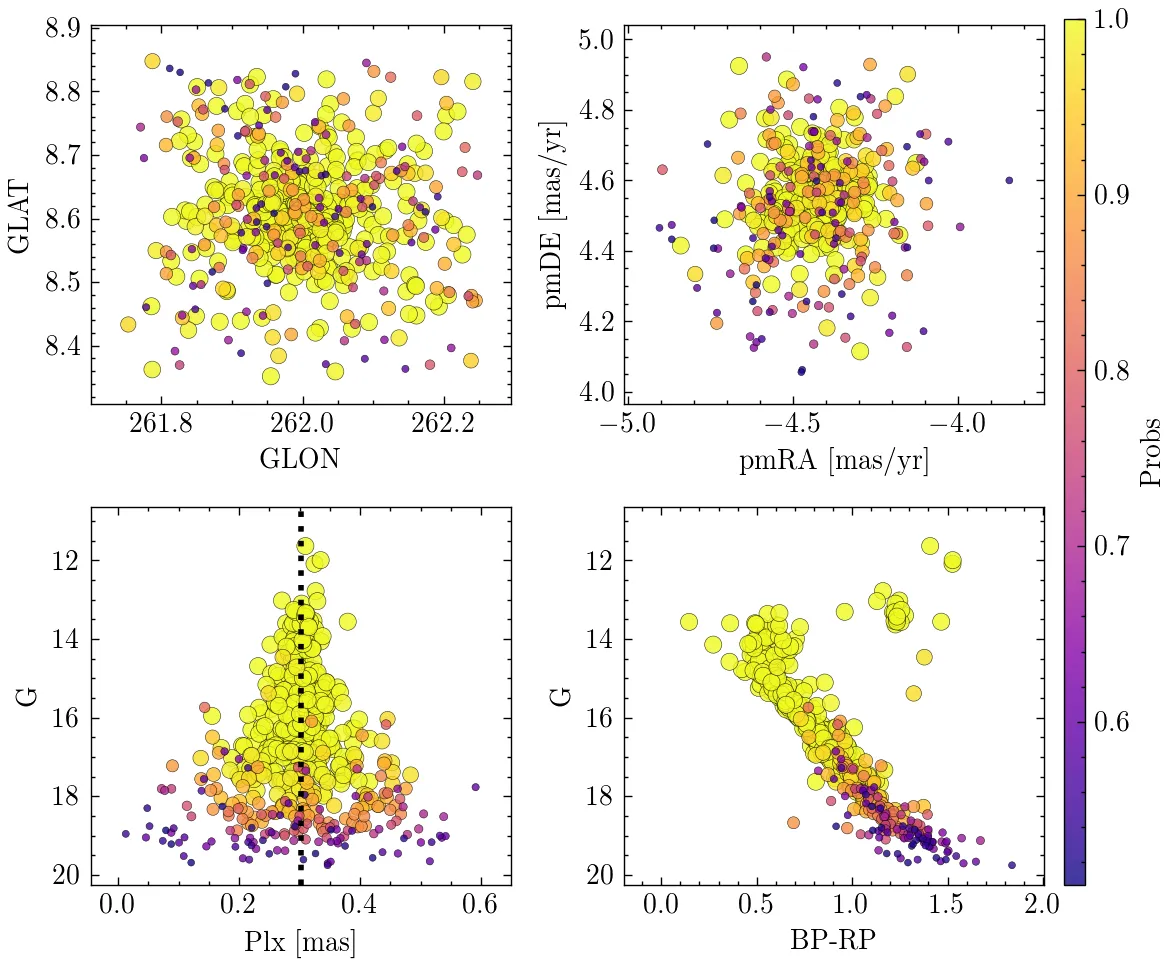 8.9
8.8
8.7
8.6
8.5
8.4
GLAT
261.8 262.0 262.2
GLON
5.0
4.8
4.6
4.4
4.2
4.0
pmDE [mas/yr]
−5.0 −4.5 −4.0
pmRA [mas/yr]
12
14
16
18
20
G
0.0 0.2 0.4 0.6
Plx [mas]
12
14
16
18
20
G
0.0 0.5 1.0 1.5 2.0
BP-RP
1.0
0.9
0.8
0.7
0.6
Probs